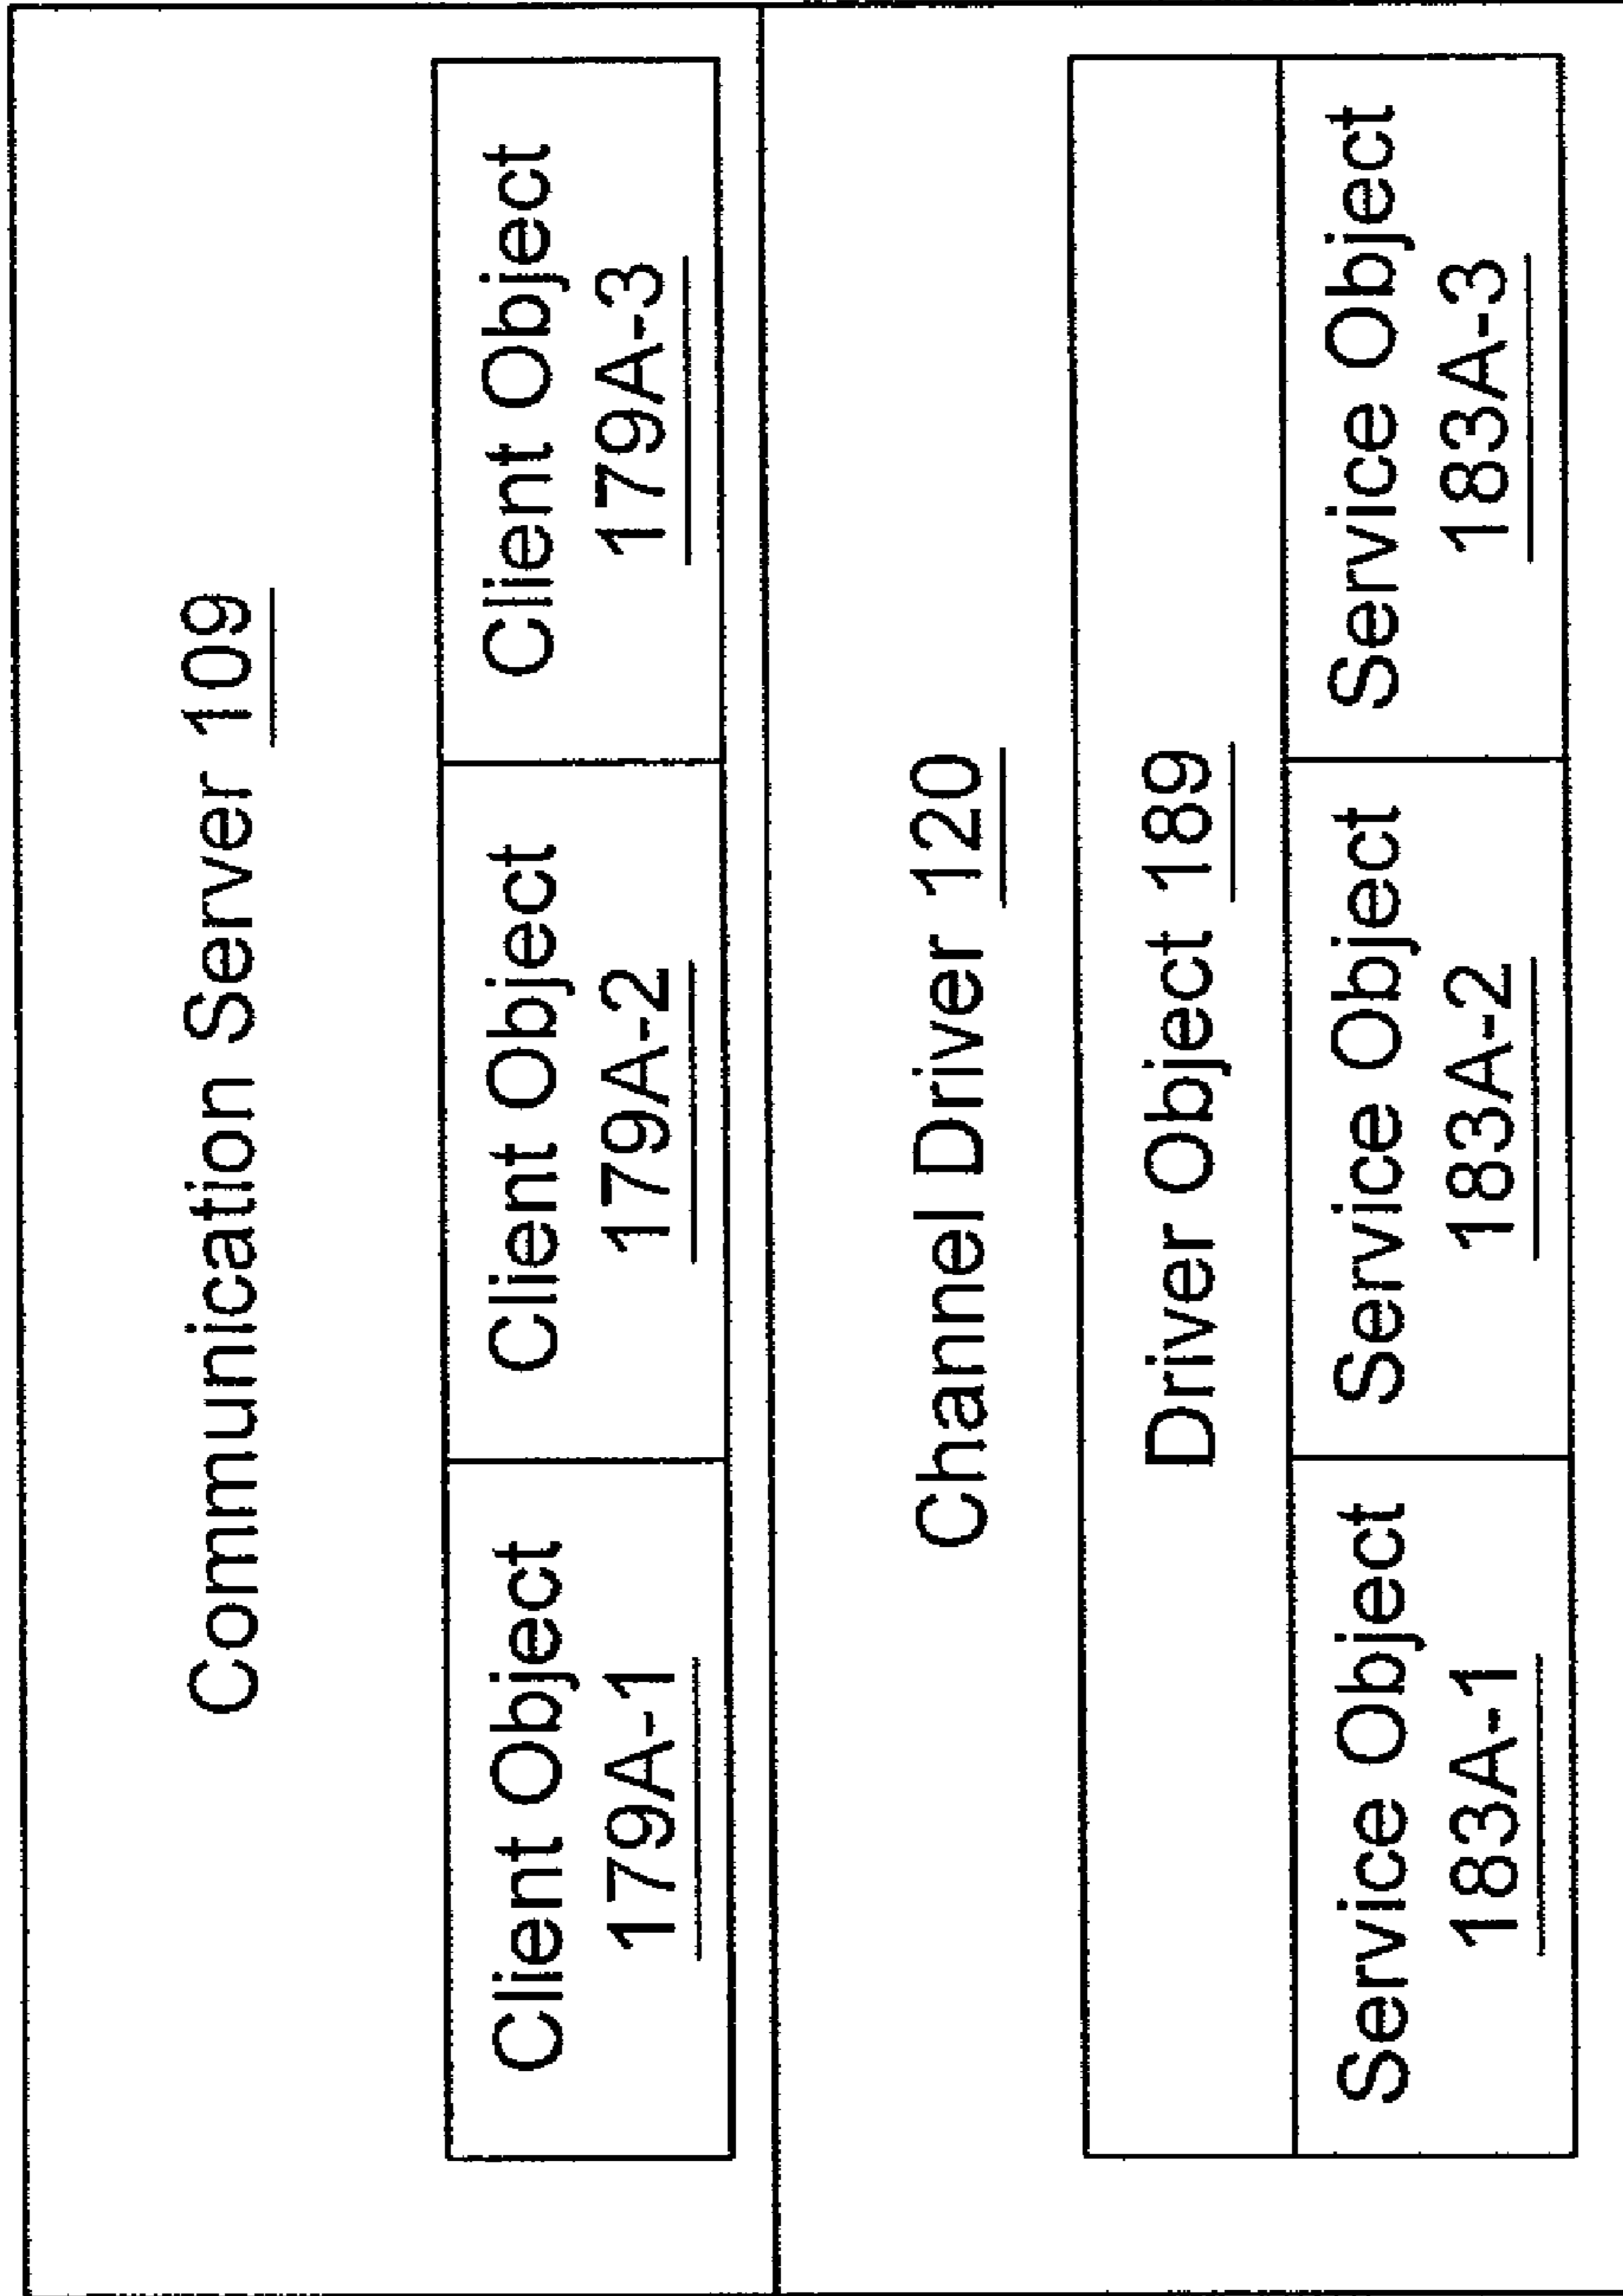 Communication Server 109
Client Object
179A-1
Client Object
179A-2
Client Object
179A-3
Channel Driver 120
Driver Object 189
Service Object
183A-1
Service Object
183A-2
Service Object
183A-3